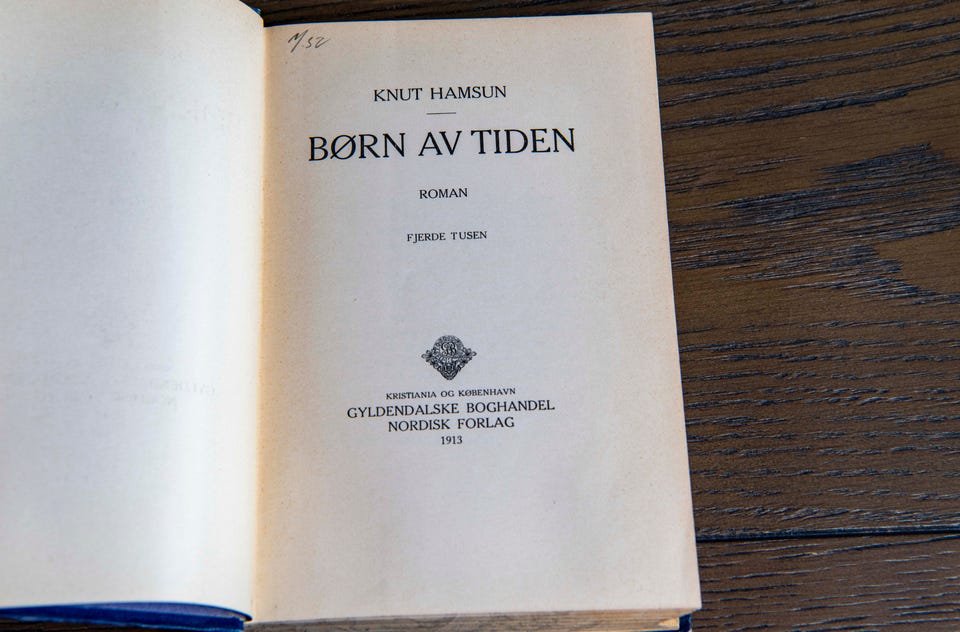 KNUT HAMSUN
BØRN AV TIDEN
ROMAN
FJERDE TUSEN
KRISTIANIA OG KØBENHAVN
GYLDENDALSKE BOGHANDEL
NORDISK FORLAG
1913